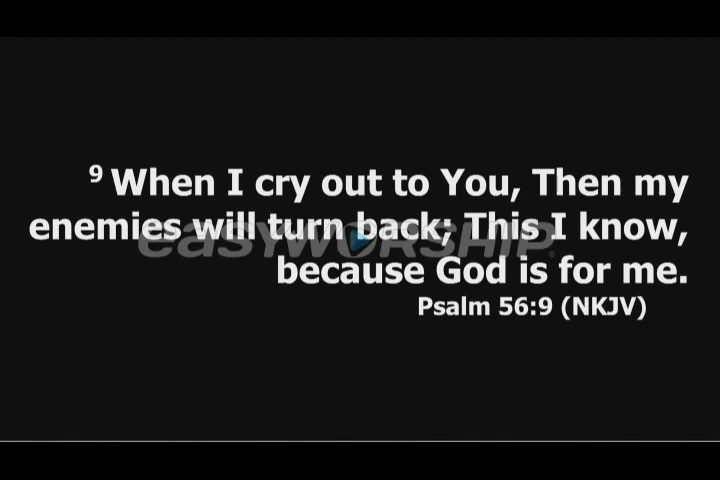 9 When I cry out to You, Then my
enemies will turn back; This I know,
easyworship
because God is for me.
Psalm 56:9 (NKJV)